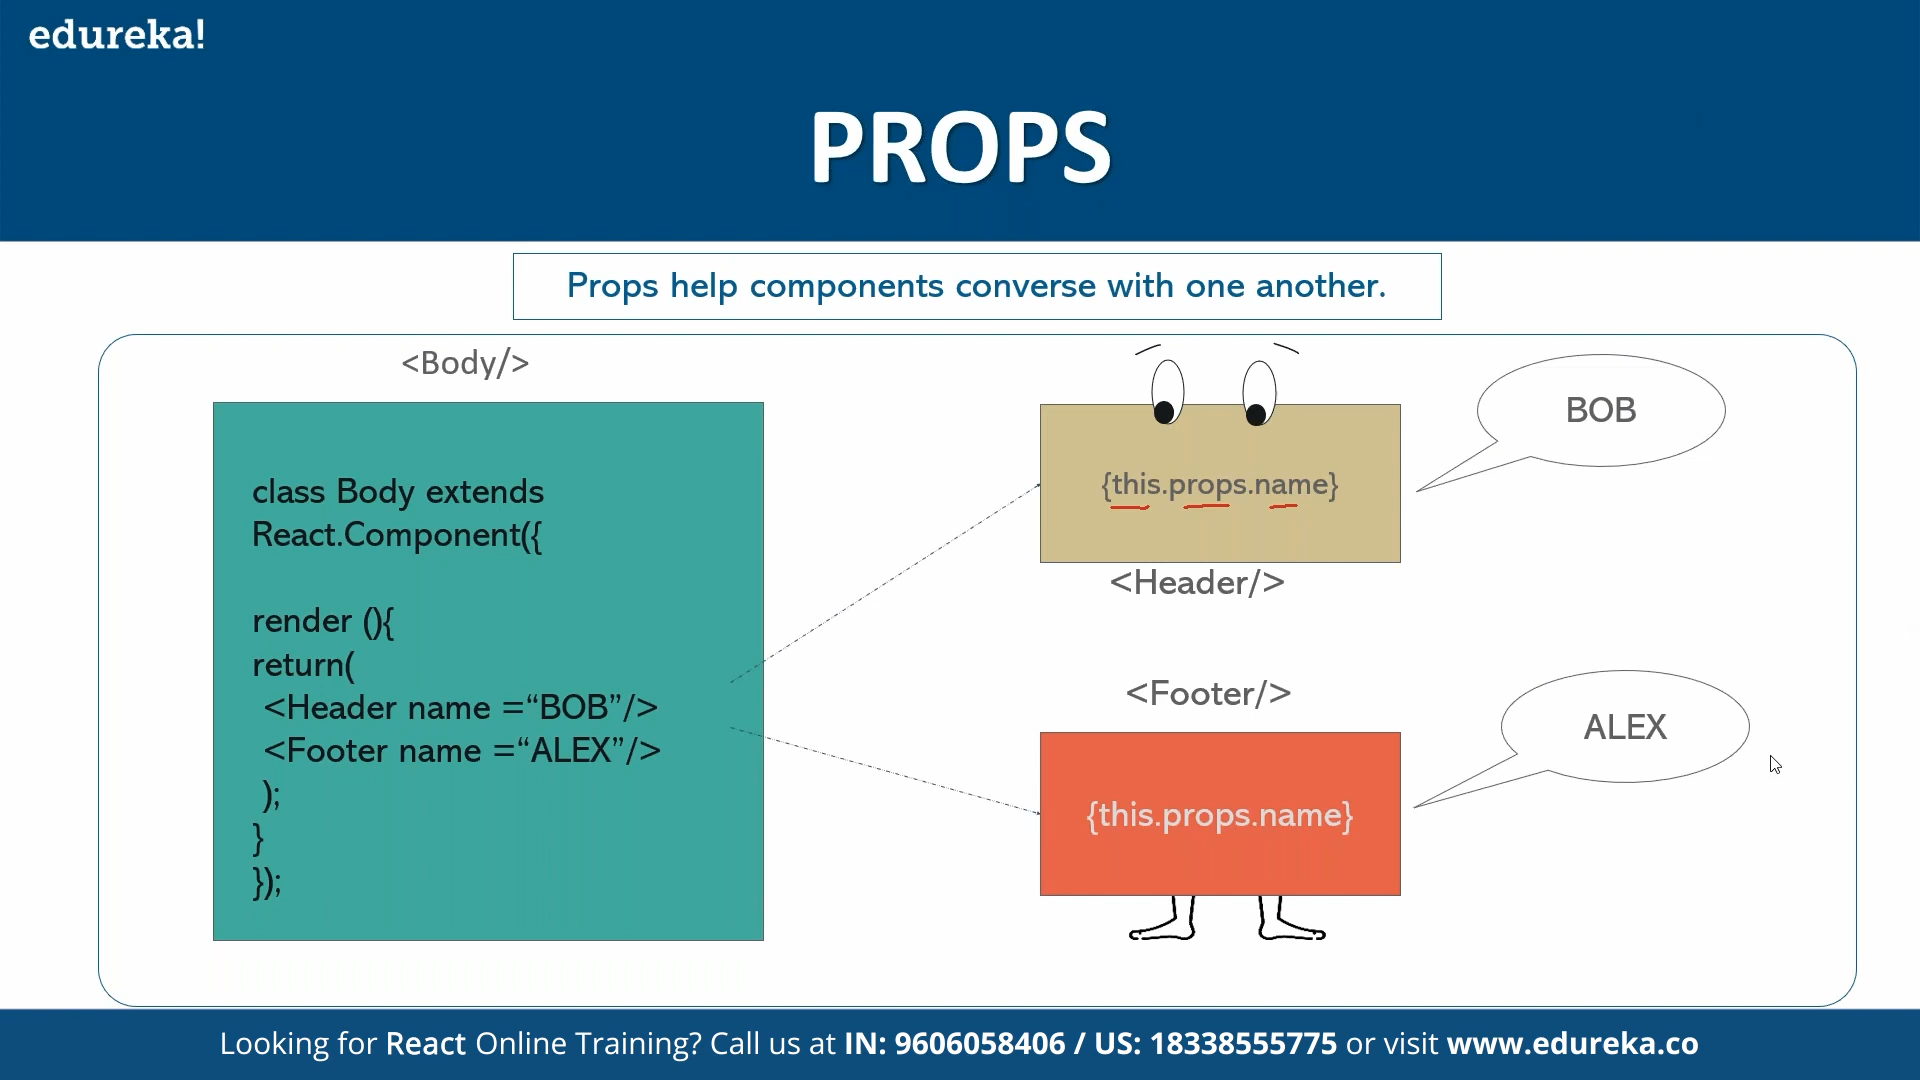 edureka!
PROPS
Props help components converse with one another.
<Body/>
class Body extends
React.Component({
render (){
return(
<Header name =“BOB”/>
<Footer name =“ALEX”/>
);
}
});
{this.props.name}
<Header/>
BOB
<Footer/>
{this.props.name}
ALEX
Looking for React Online Training? Call us at IN: 9606058406 / US: 18338555775 or visit www.edureka.co